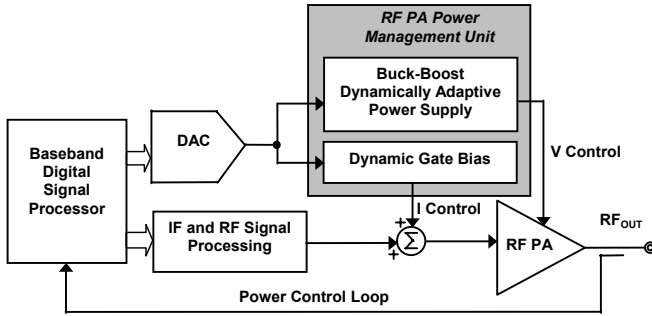 RF PA Power
Management Unit
Buck-Boost
Dynamically Adaptive
Power Supply
DAC
Baseband
Digital
Signal
Processor
Dynamic Gate Bias
V Control
I Control
IF and RF Signal
Processing
+
+
Σ
RF PA
RFOUT
Power Control Loop